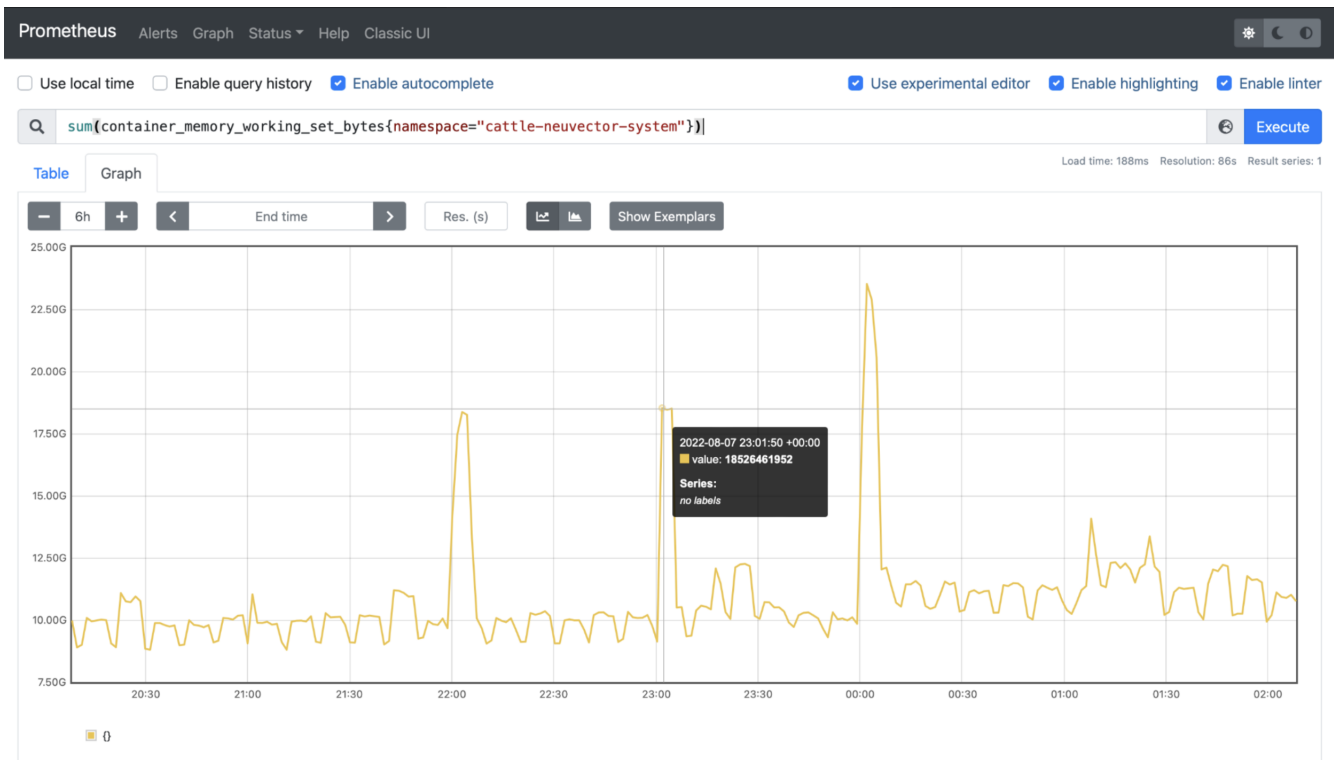 Prometheus Alerts Graph Status Help Classic UI
Use local time Enable query history Enable autocomplete Use experimental editor Enable highlighting Enable linter
sum(container_memory_working_set_bytes{namespace="cattle-neuvector-system"}) Execute
Load time: 188ms Resolution: 86s Result series: 1
Table Graph
6h End time Res. (s) Show Exemplars
25.00G
22.50G
20.00G
17.50G
15.00G
12.50G
10.00G
7.50G
2022-08-07 23:01:50 +00:00
value: 18526461952
Series:
no labels
20:30 21:00 21:30 22:00 22:30 23:00 23:30 00:00 00:30 01:00 01:30 02:00
{}